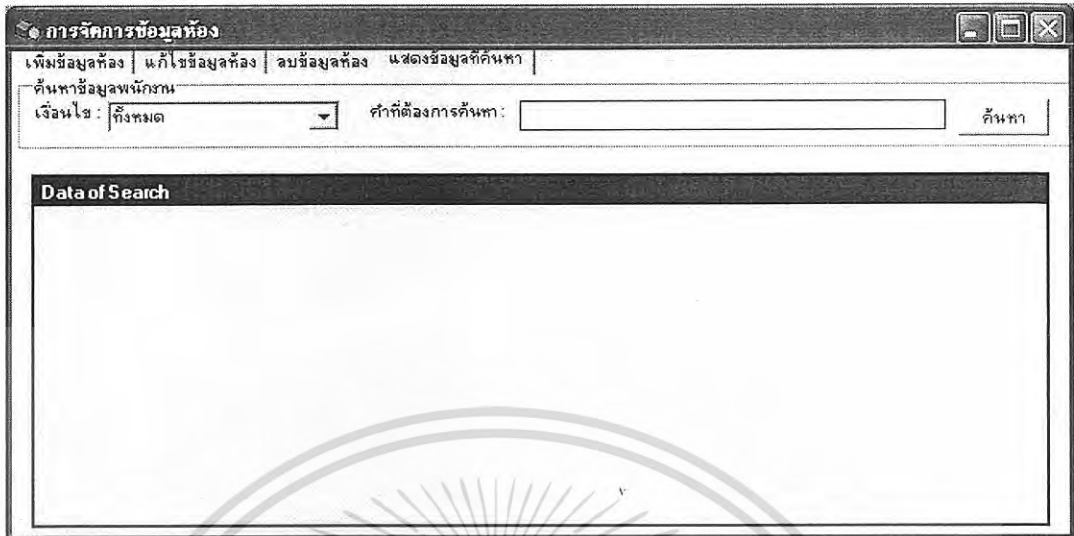 การจัดการข้อมูลห้อง
เพิ่มข้อมูลห้อง แก้ไขข้อมูลห้อง ลบข้อมูลห้อง แสดงข้อมูลที่ค้นหา
ค้นหาข้อมูลพนักงาน
เงื่อนไข : ทั้งหมด คำที่ต้องการค้นหา : ค้นหา
Data of Search